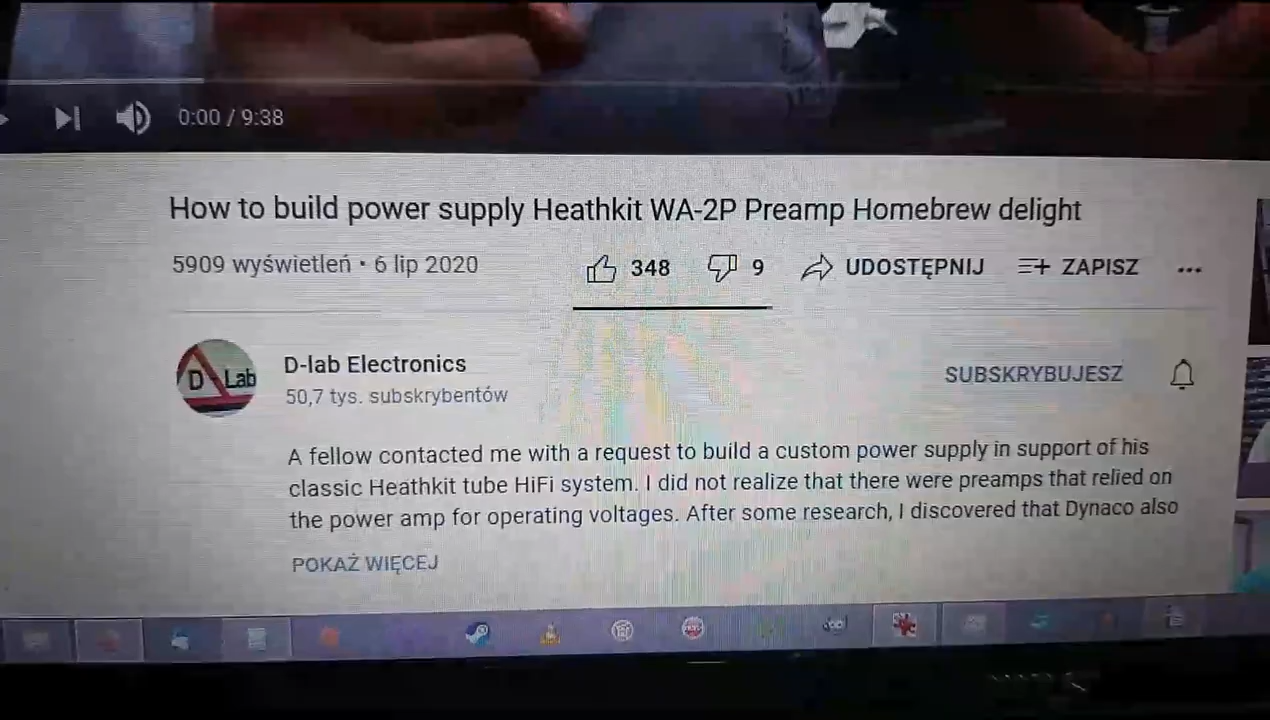 0:00 / 9:38
How to build power supply Heathkit WA-2P Preamp Homebrew delight
5909 wyświetleń • 6 lip 2020
348 9 UDOSTĘPNIJ ZAPISZ ...
D-lab Electronics
D Lab
50,7 tys. subskrybentów
SUBSKRYBUJESZ
A fellow contacted me with a request to build a custom power supply in support of his
classic Heathkit tube HiFi system. I did not realize that there were preamps that relied on
the power amp for operating voltages. After some research, I discovered that Dynaco also
POKAŻ WIĘCEJ